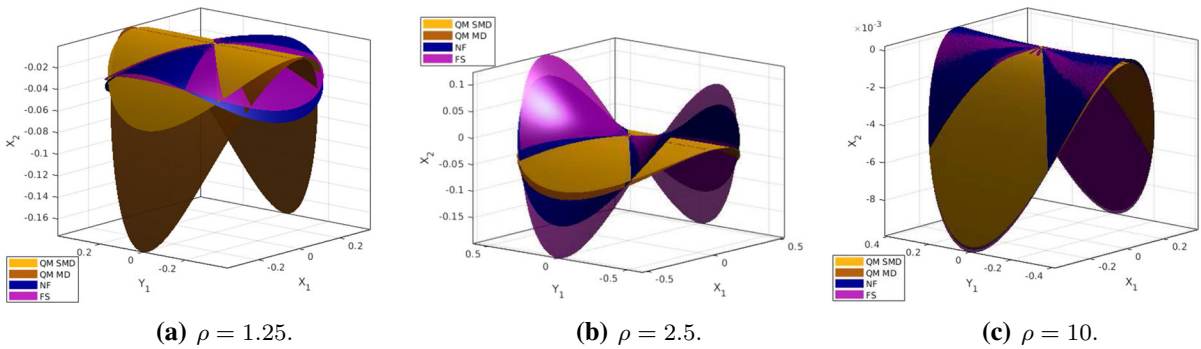 QM SMD
QM MD
NF
FS
-0.02
-0.04
-0.06
-0.08
-0.1
-0.12
-0.14
-0.16
X2
0.2
0
-0.2
Y1
-0.2
0
0.2
X1
(a) ρ = 1.25.
QM SMD
QM MD
NF
FS
0.1
0.05
0
-0.05
-0.1
-0.15
X2
0.5
0
-0.5
Y1
-0.5
0
0.5
X1
(b) ρ = 2.5.
×10-3
0
-2
-4
-6
-8
X2
0.4
0.2
0
-0.2
-0.4
Y1
-0.2
0
0.2
X1
QM SMD
QM MD
NF
FS
(c) ρ = 10.